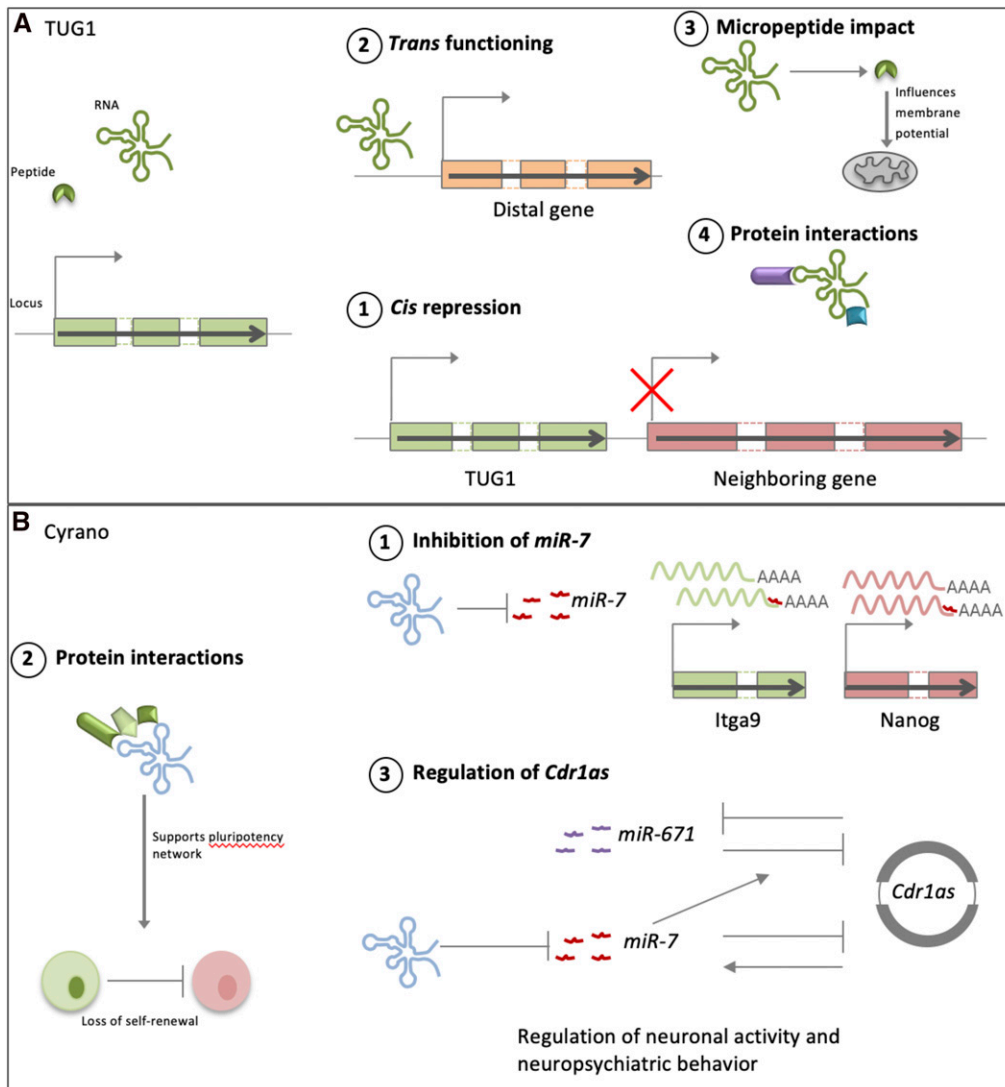 A
TUG1
RNA
Peptide
Locus
2 Trans functioning
Distal gene
3 Micropeptide impact
Influences
membrane
potential
4 Protein interactions
1 Cis repression
TUG1
Neighboring gene
B
Cyrano
1 Inhibition of miR-7
miR-7
AAAA
AAAA
Itga9
AAAA
AAAA
Nanog
2 Protein interactions
Supports pluripotency
network
Loss of self-renewal
3 Regulation of Cdr1as
miR-671
miR-7
Cdr1as
Regulation of neuronal activity and
neuropsychiatric behavior